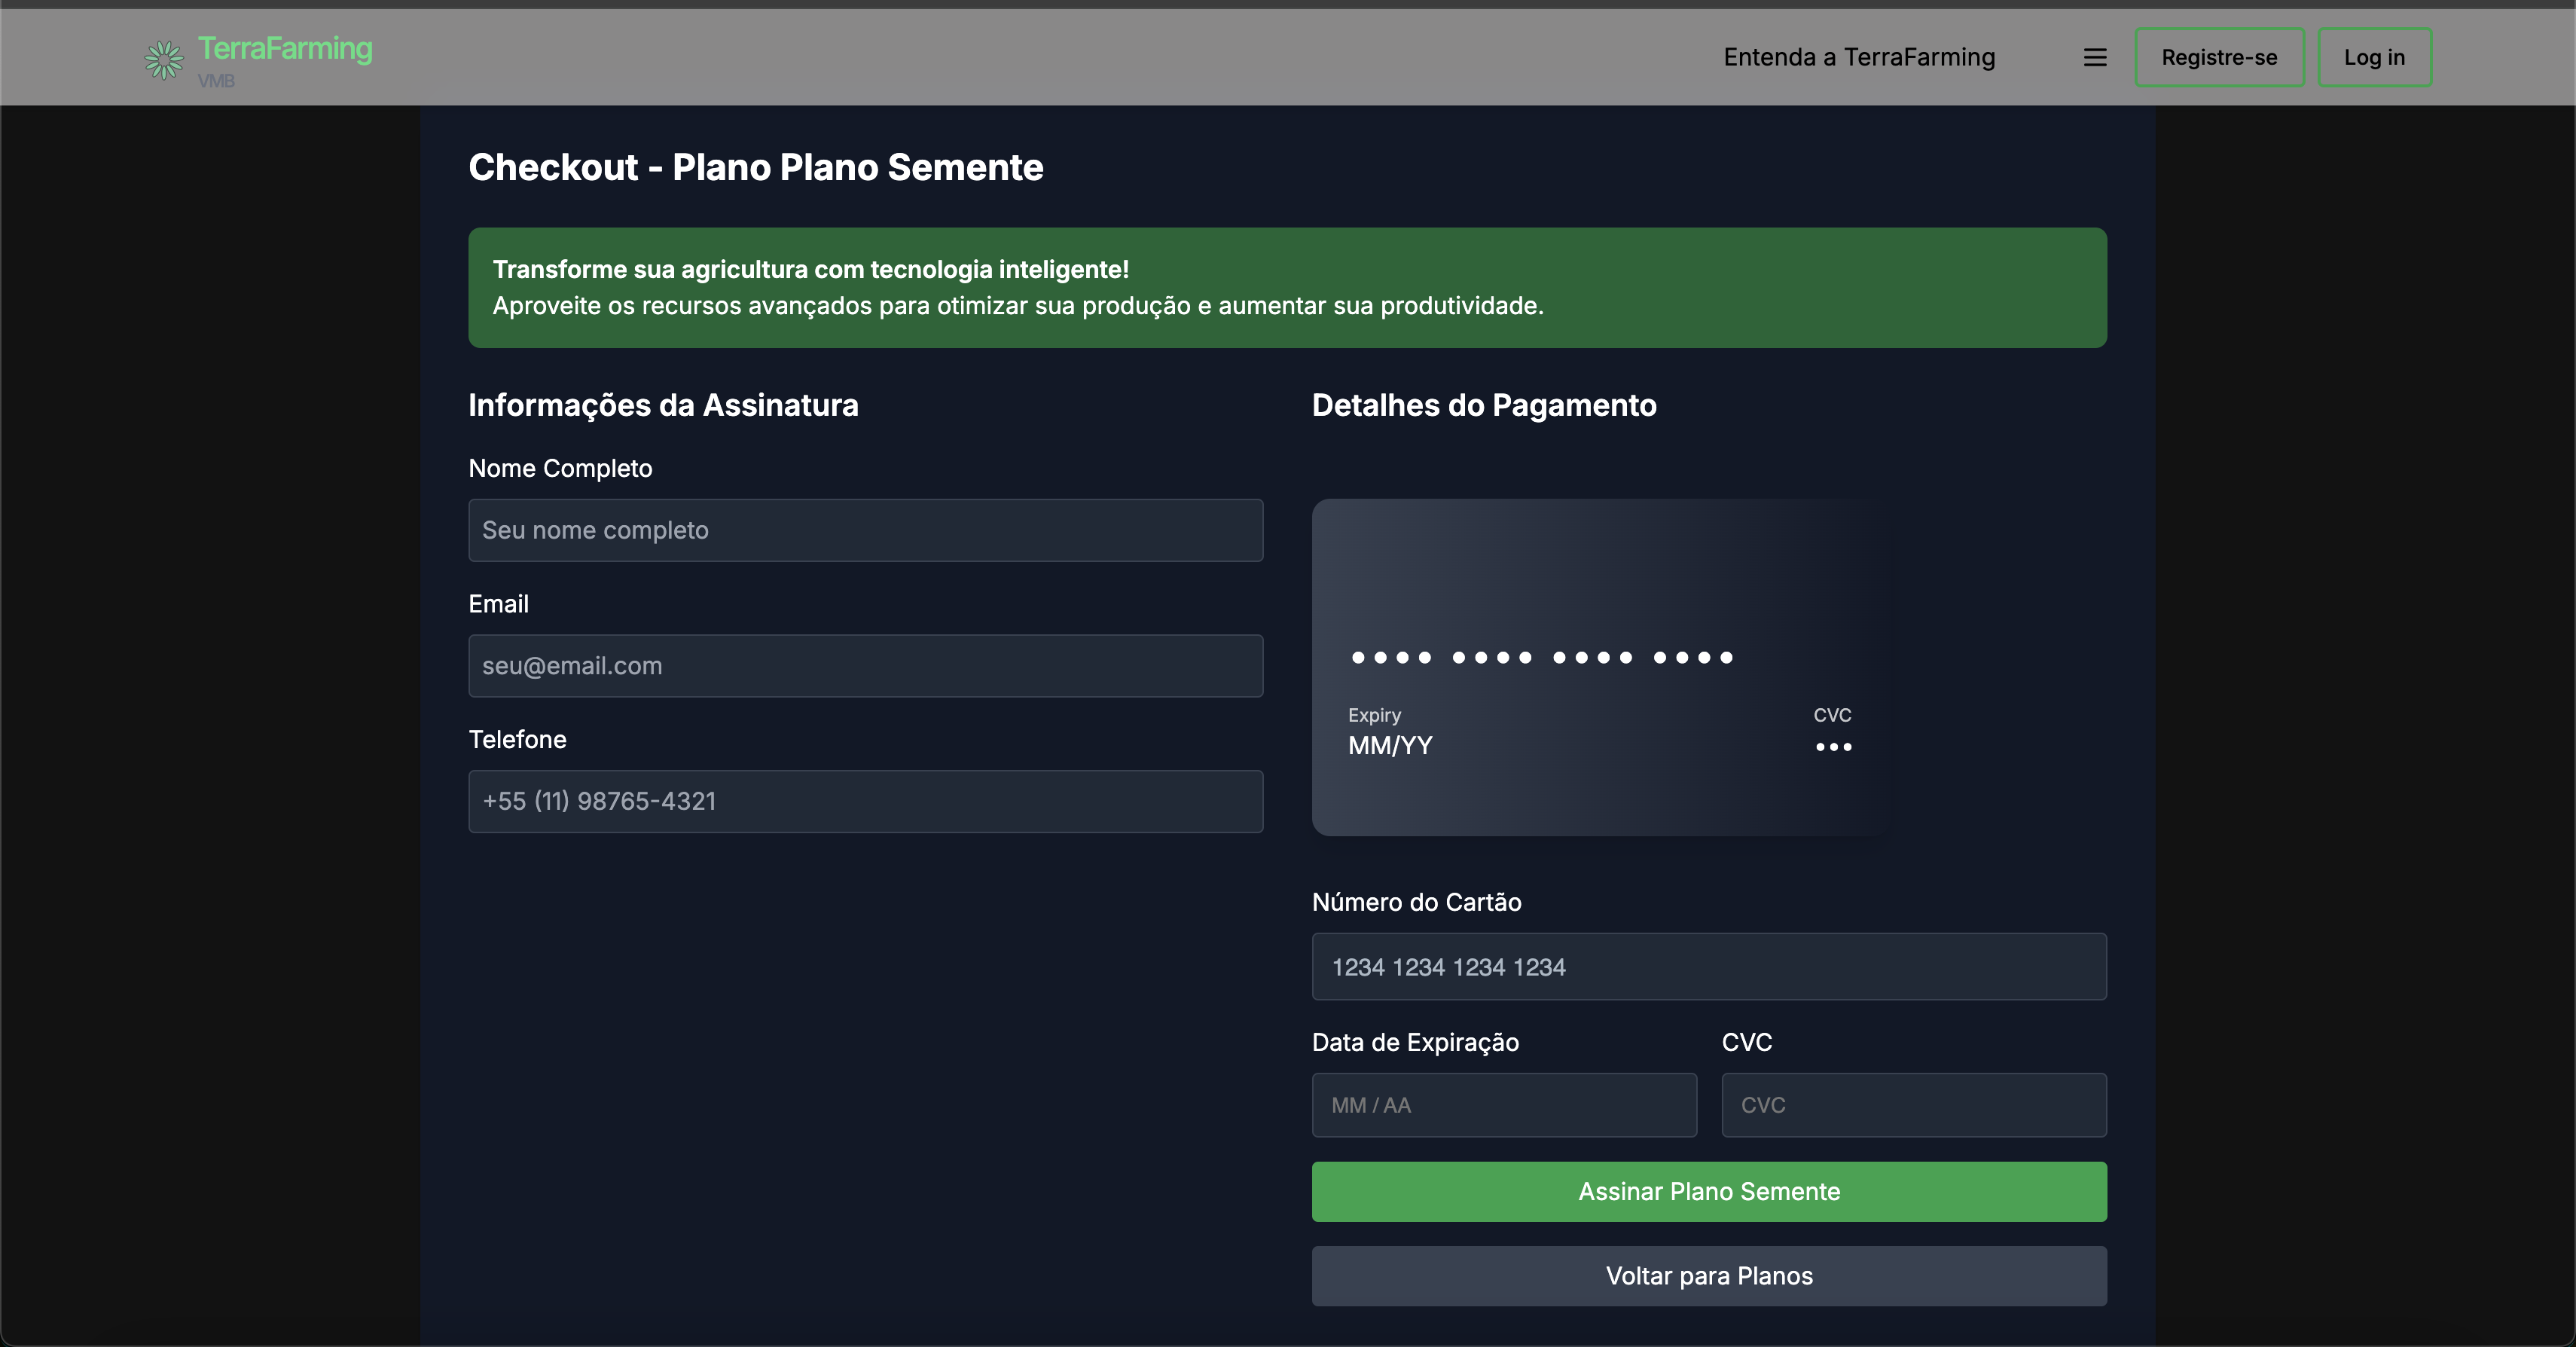 TerraFarming
VMB
Entenda a TerraFarming
Registre-se
Log in
Checkout - Plano Plano Semente
Transforme sua agricultura com tecnologia inteligente!
Aproveite os recursos avançados para otimizar sua produção e aumentar sua produtividade.
Informações da Assinatura
Nome Completo
Seu nome completo
Email
seu@email.com
Telefone
+55 (11) 98765-4321
Detalhes do Pagamento
•••• •••• •••• ••••
Expiry
CVC
MM/YY
•••
Número do Cartão
1234 1234 1234 1234
Data de Expiração
CVC
MM / AA
CVC
Assinar Plano Semente
Voltar para Planos